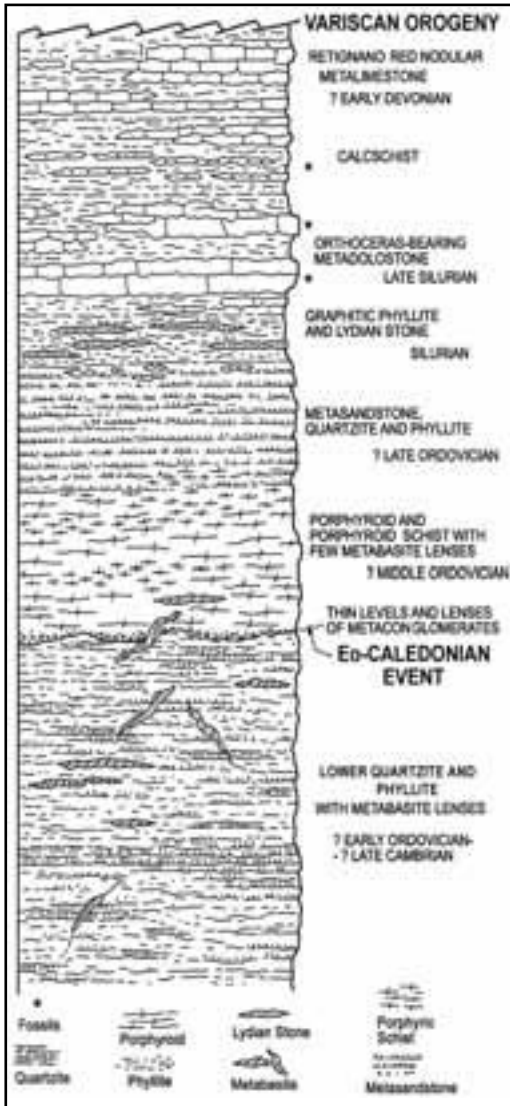 VARISCAN OROGENY
RETIGNANO RED NODULAR
METALIMESTONE
? EARLY DEVONIAN
CALCSCHIST
ORTHOCERAS-BEARING
METADOLOSTONE
LATE SILURIAN
GRAPHITIC PHYLLITE
AND LYDIAN STONE
SILURIAN
METASANDSTONE,
QUARTZITE AND PHYLLITE
? LATE ORDOVICIAN
PORPHYROID AND
PORPHYROID SCHIST WITH
FEW METABASITE LENSES
? MIDDLE ORDOVICIAN
THIN LEVELS AND LENSES
OF METACONGLOMERATES
EO-CALEDONIAN
EVENT
LOWER QUARTZITE AND
PHYLLITE
WITH METABASITE LENSES
? EARLY ORDOVICIAN-
- ? LATE CAMBRIAN
Fossils
Porphyroid
Lydian Stone
Porphyric
Schist
Quartzite
Phyllite
Metabasite
Metasandstone